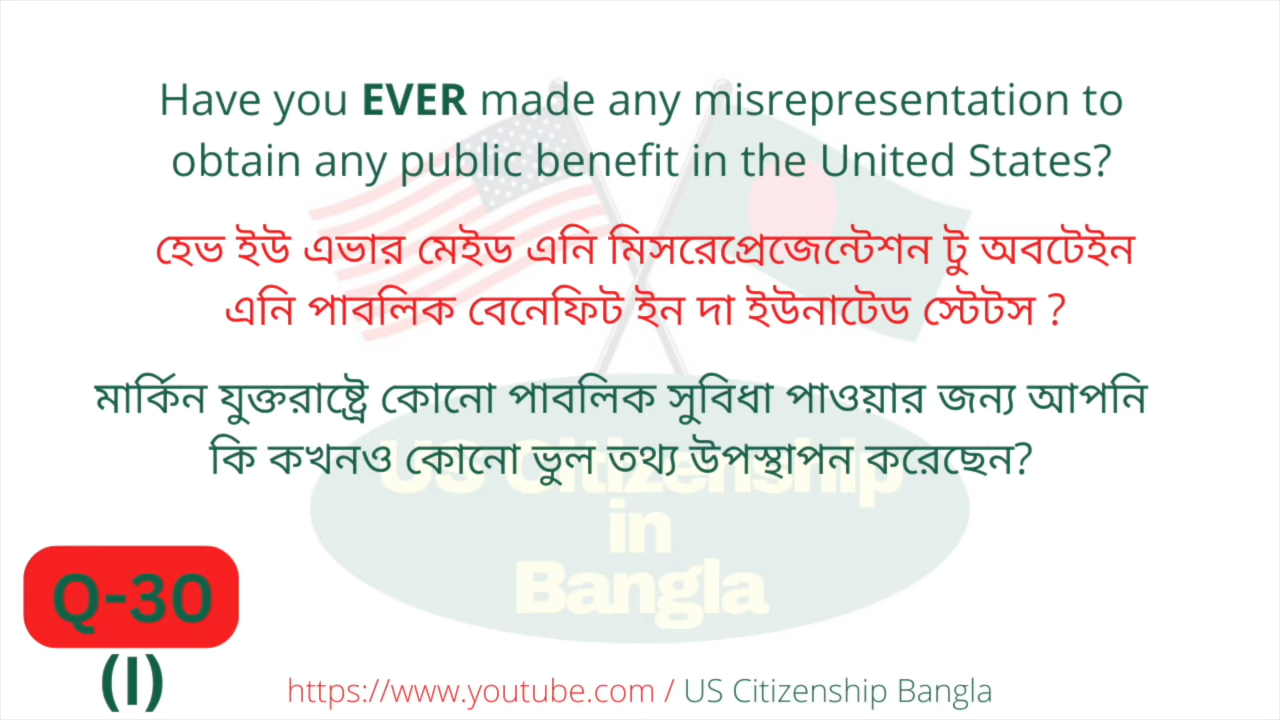 Have you EVER made any misrepresentation to
obtain any public benefit in the United States?
হেভ ইউ এভার মেইড এনি মিসরেপ্রেজেন্টেশন টু অবটেইন
এনি পাবলিক বেনেফিট ইন দা ইউনাটেড স্টেটস ?
মার্কিন যুক্তরাষ্ট্রে কোনো পাবলিক সুবিধা পাওয়ার জন্য আপনি
কি কখনও কোনো ভুল তথ্য উপস্থাপন করেছেন?
US Citizenship
in
Bangla
Q-30
(I)
https://www.youtube.com / US Citizenship Bangla